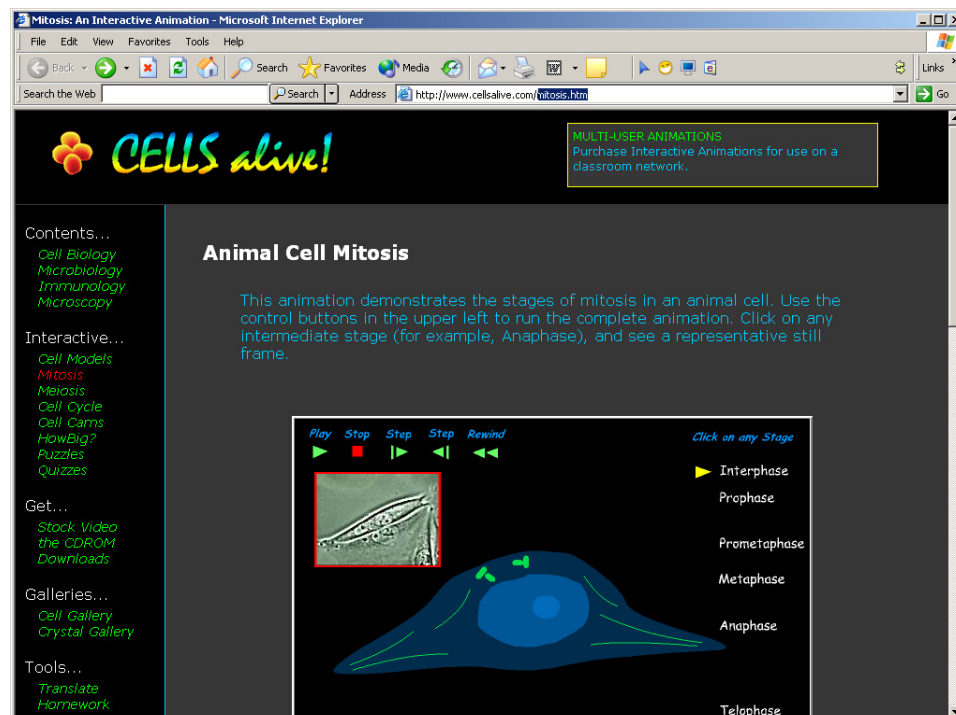 Mitosis: An Interactive Animation - Microsoft Internet Explorer
File Edit View Favorites Tools Help
Back Search Favorites Media Links
Search the Web Search Address http://www.cellsalive.com/mitosis.htm Go
CELLS alive!
MULTI-USER ANIMATIONS
Purchase Interactive Animations for use on a
classroom network.
Contents...
Cell Biology
Microbiology
Immunology
Microscopy
Interactive...
Cell Models
Mitosis
Meiosis
Cell Cycle
Cell Cams
HowBig?
Puzzles
Quizzes
Get...
Stock Video
the CDROM
Downloads
Galleries...
Cell Gallery
Crystal Gallery
Tools...
Translate
Homework
Animal Cell Mitosis
This animation demonstrates the stages of mitosis in an animal cell. Use the
control buttons in the upper left to run the complete animation. Click on any
intermediate stage (for example, Anaphase), and see a representative still
frame.
Play Stop Step Step Rewind
Click on any Stage
Interphase
Prophase
Prometaphase
Metaphase
Anaphase
Telophase